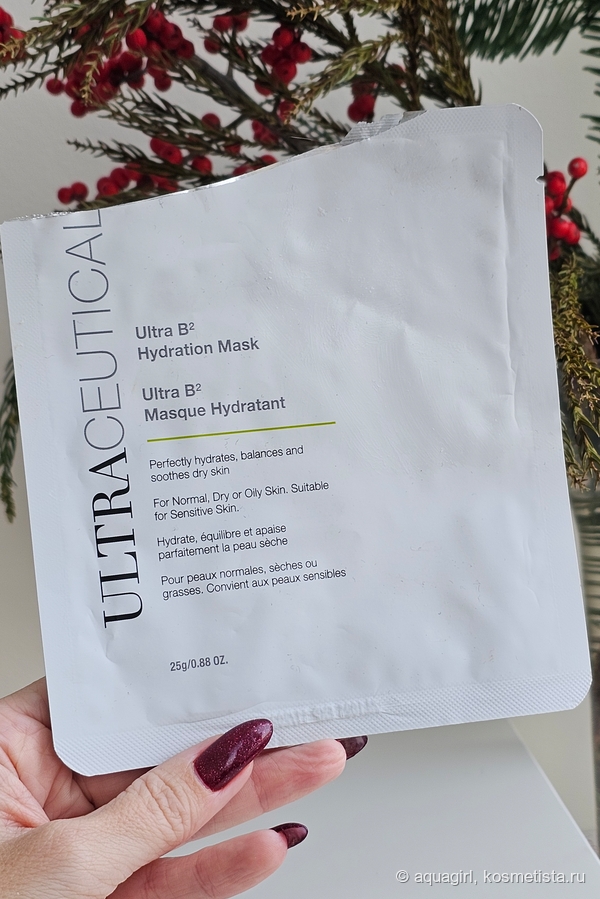 ULTRACEUTICAL
Ultra B²
Hydration Mask
Ultra B²
Masque Hydratant
Perfectly hydrates, balances and
soothes dry skin
For Normal, Dry or Oily Skin. Suitable
for Sensitive Skin.
Hydrate, équilibre et apaise
parfaitement la peau sèche
Pour peaux normales, sèches ou
grasses. Convient aux peaux sensibles
25g/0.88 OZ.
© aquagirl, kosmetista.ru